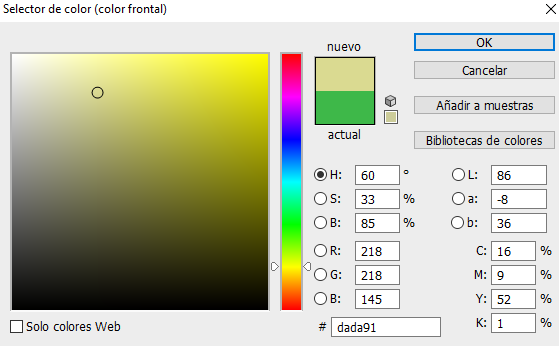 Selector de color (color frontal)
nuevo
actual
OK
Cancelar
Añadir a muestras
Bibliotecas de colores
H: 60 °
S: 33 %
B: 85 %
R: 218
G: 218
B: 145
# dada91
L: 86
a: -8
b: 36
C: 16 %
M: 9 %
Y: 52 %
K: 1 %
Solo colores Web